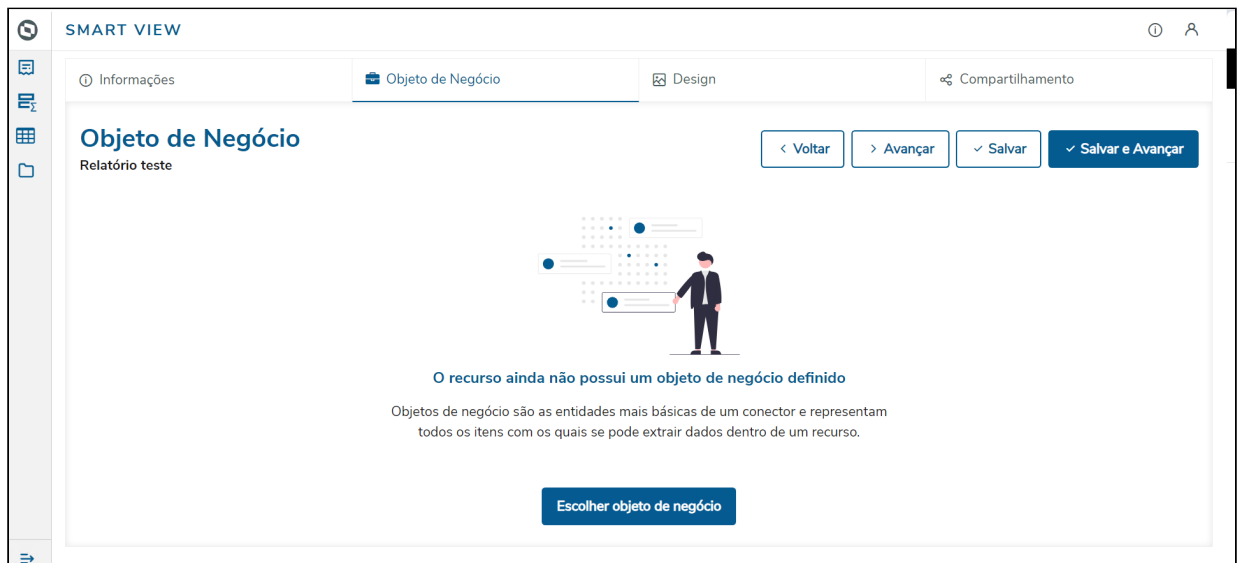 SMART VIEW
Informações
Objeto de Negócio
Design
Compartilhamento
Objeto de Negócio
Relatório teste
Voltar
Avançar
Salvar
Salvar e Avançar
O recurso ainda não possui um objeto de negócio definido
Objetos de negócio são as entidades mais básicas de um conector e representam
todos os itens com os quais se pode extrair dados dentro de um recurso.
Escolher objeto de negócio